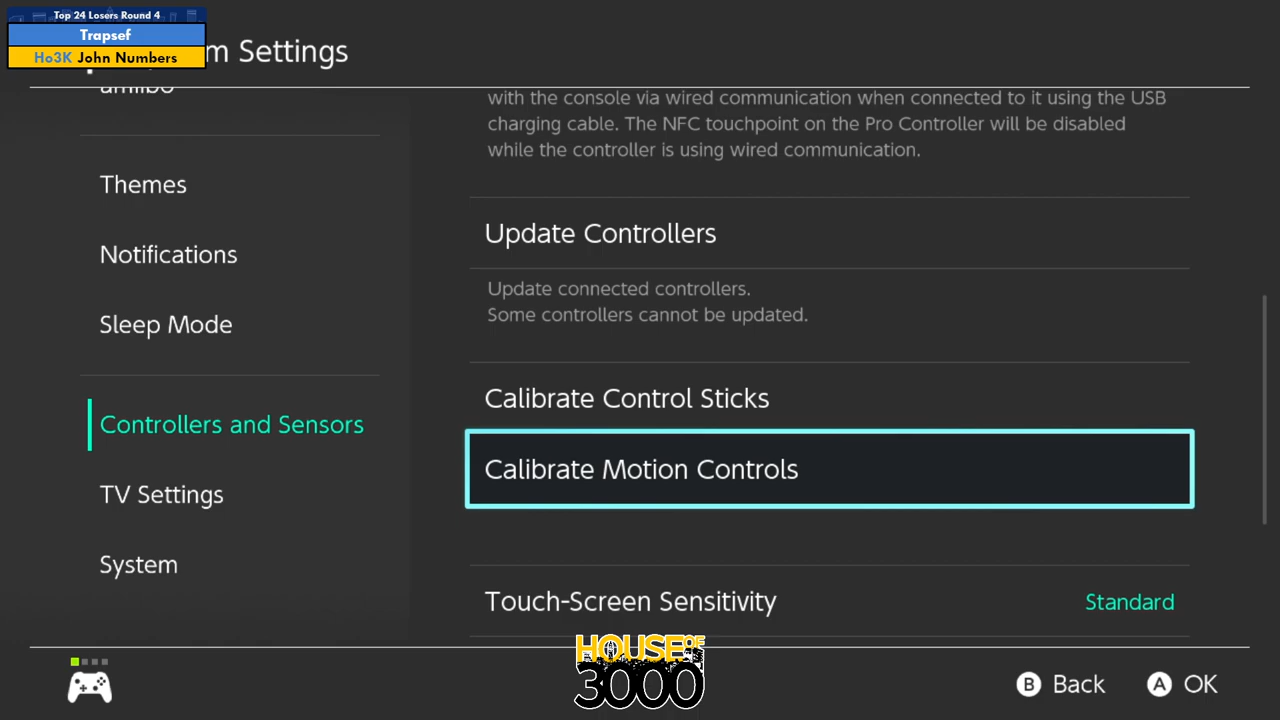 Top 24 Losers Round 4
Trapsef
Ho3K John Numbers
m Settings
amiibo
Themes
Notifications
Sleep Mode
Controllers and Sensors
TV Settings
System
with the console via wired communication when connected to it using the USB
charging cable. The NFC touchpoint on the Pro Controller will be disabled
while the controller is using wired communication.
Update Controllers
Update connected controllers.
Some controllers cannot be updated.
Calibrate Control Sticks
Calibrate Motion Controls
Touch-Screen Sensitivity Standard
HOUSE OF
3000
B Back A OK